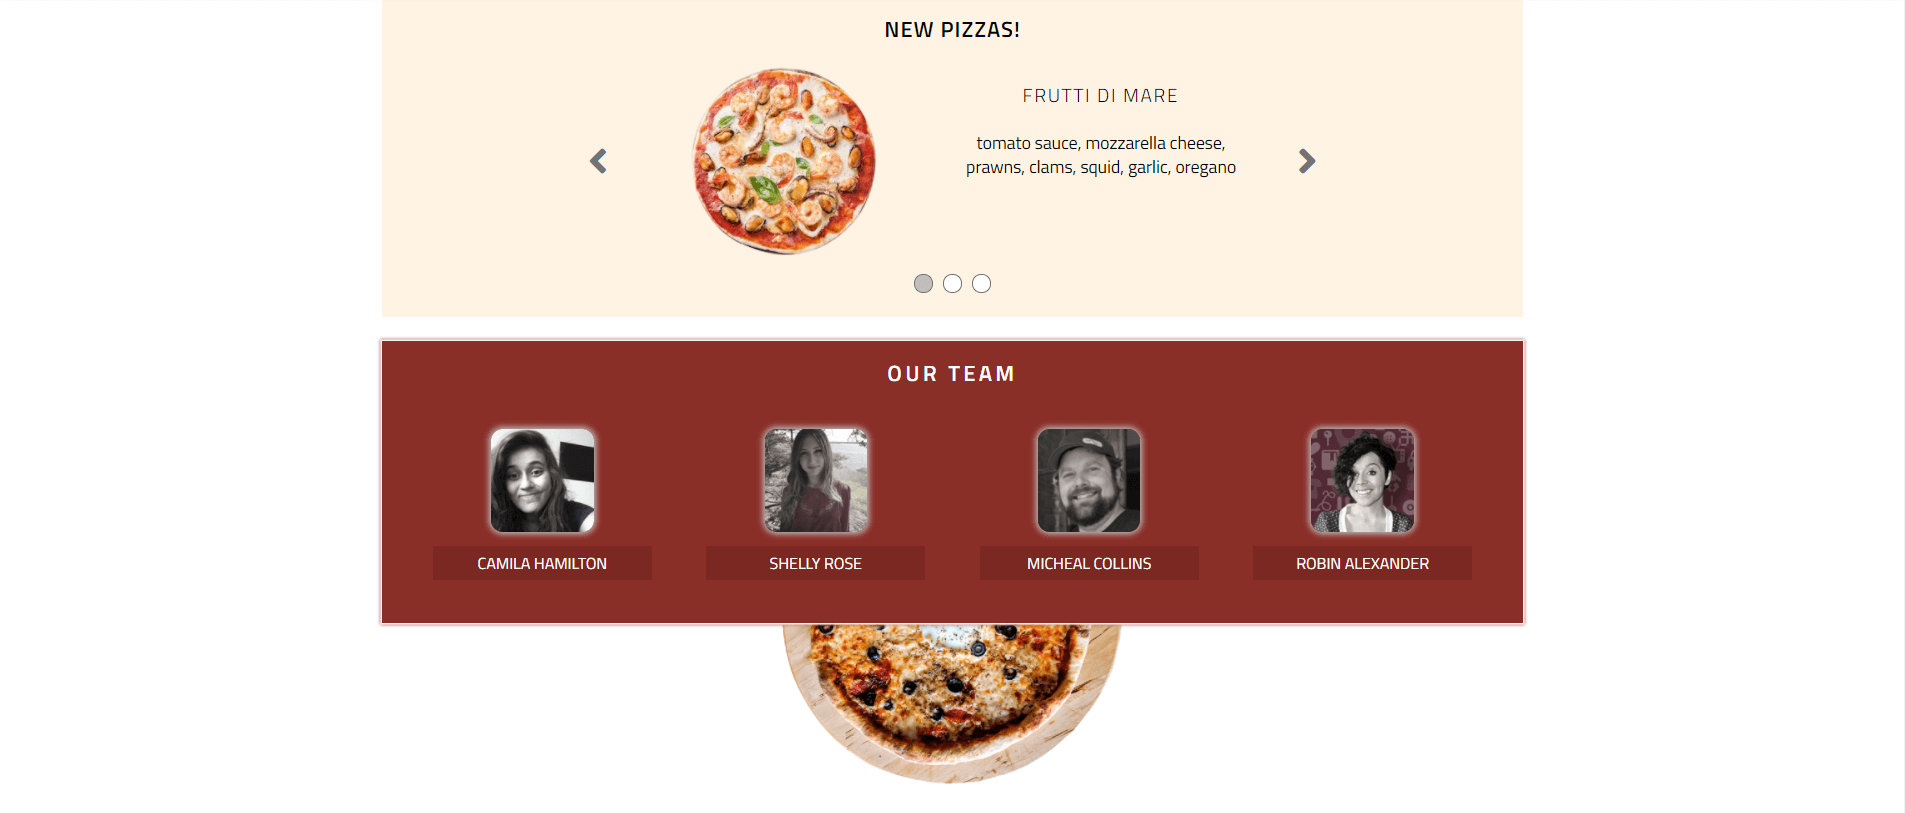 NEW PIZZAS!
FRUTTI DI MARE
tomato sauce, mozzarella cheese,
prawns, clams, squid, garlic, oregano
OUR TEAM
CAMILA HAMILTON
SHELLY ROSE
MICHEAL COLLINS
ROBIN ALEXANDER